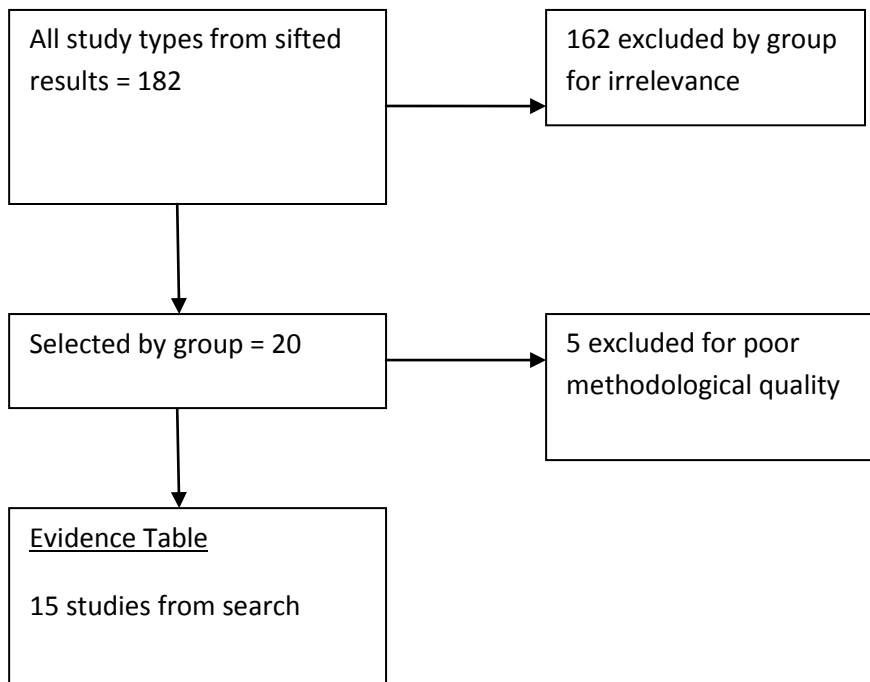 All study types from sifted
results = 182
162 excluded by group
for irrelevance
Selected by group = 20
5 excluded for poor
methodological quality
Evidence Table
15 studies from search